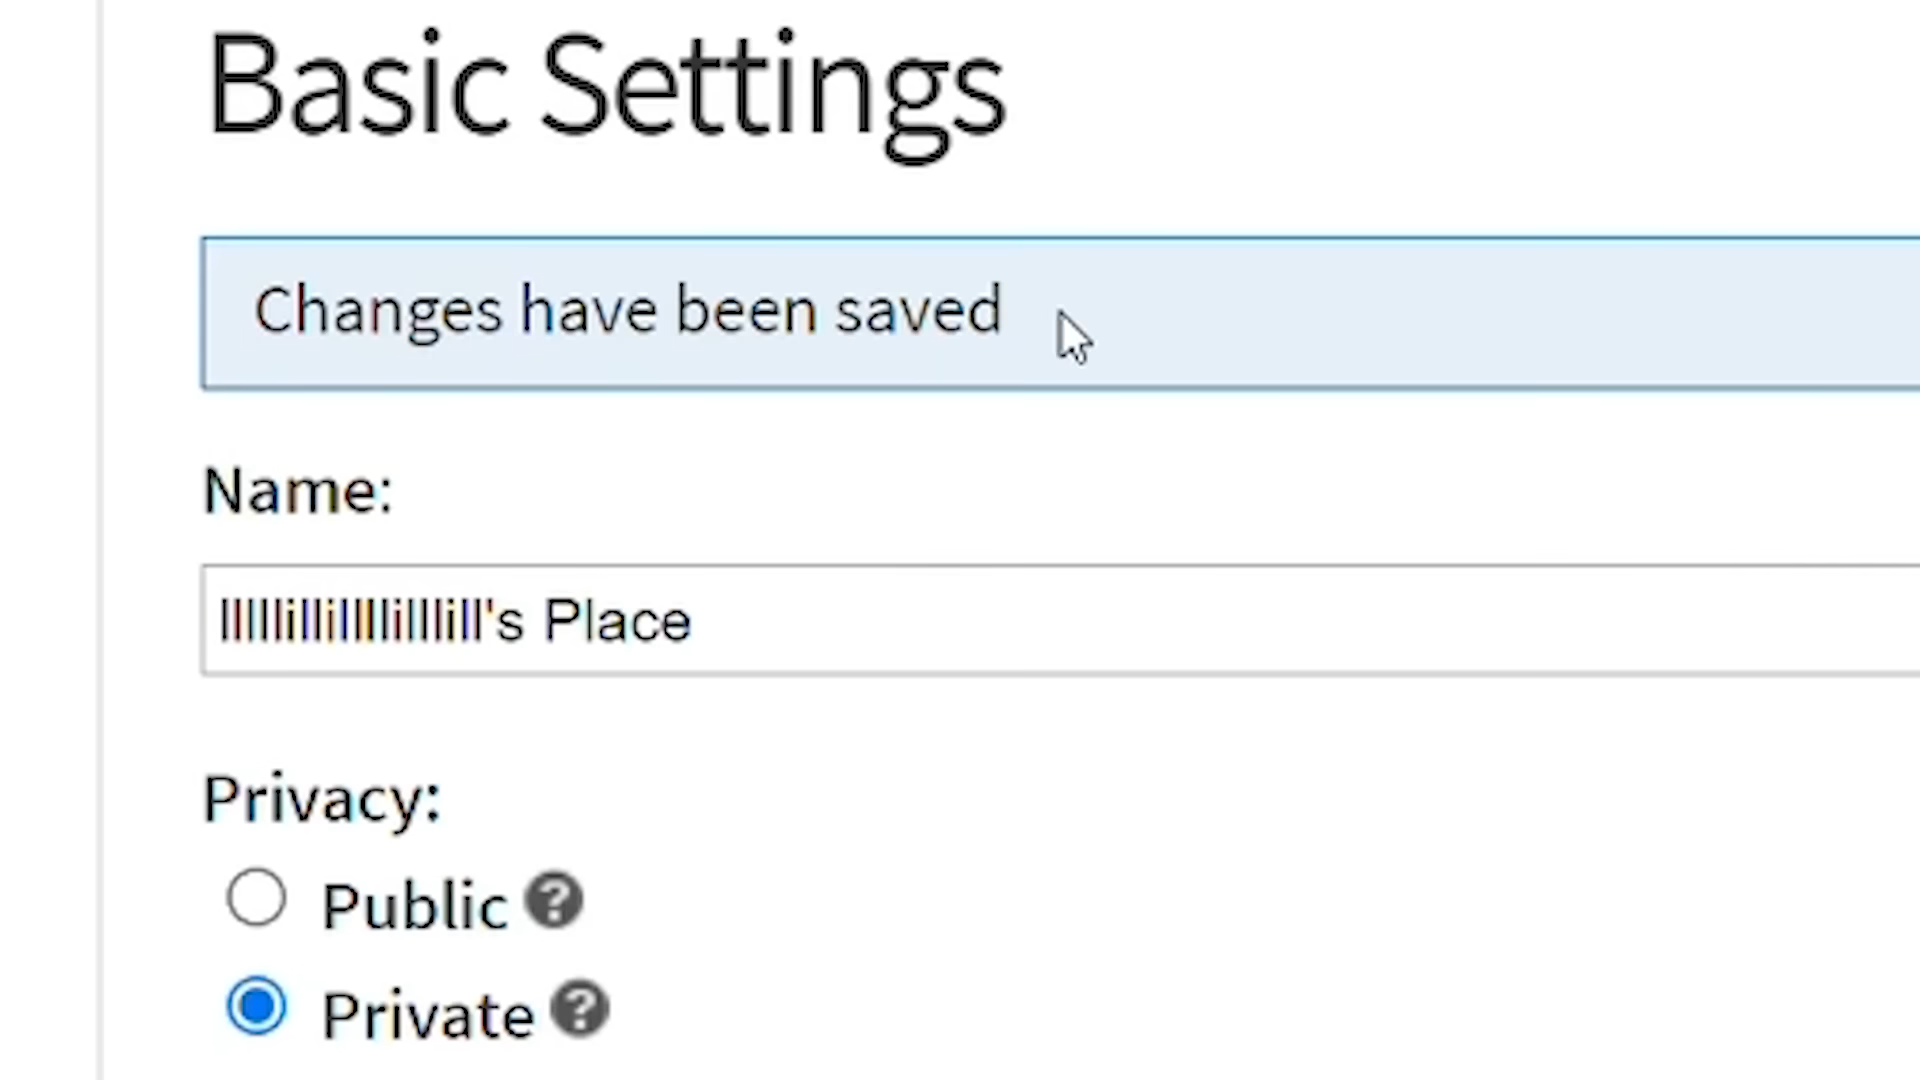 Basic Settings
Changes have been saved
Name:
Place
Privacy:
Public ?
Private ?